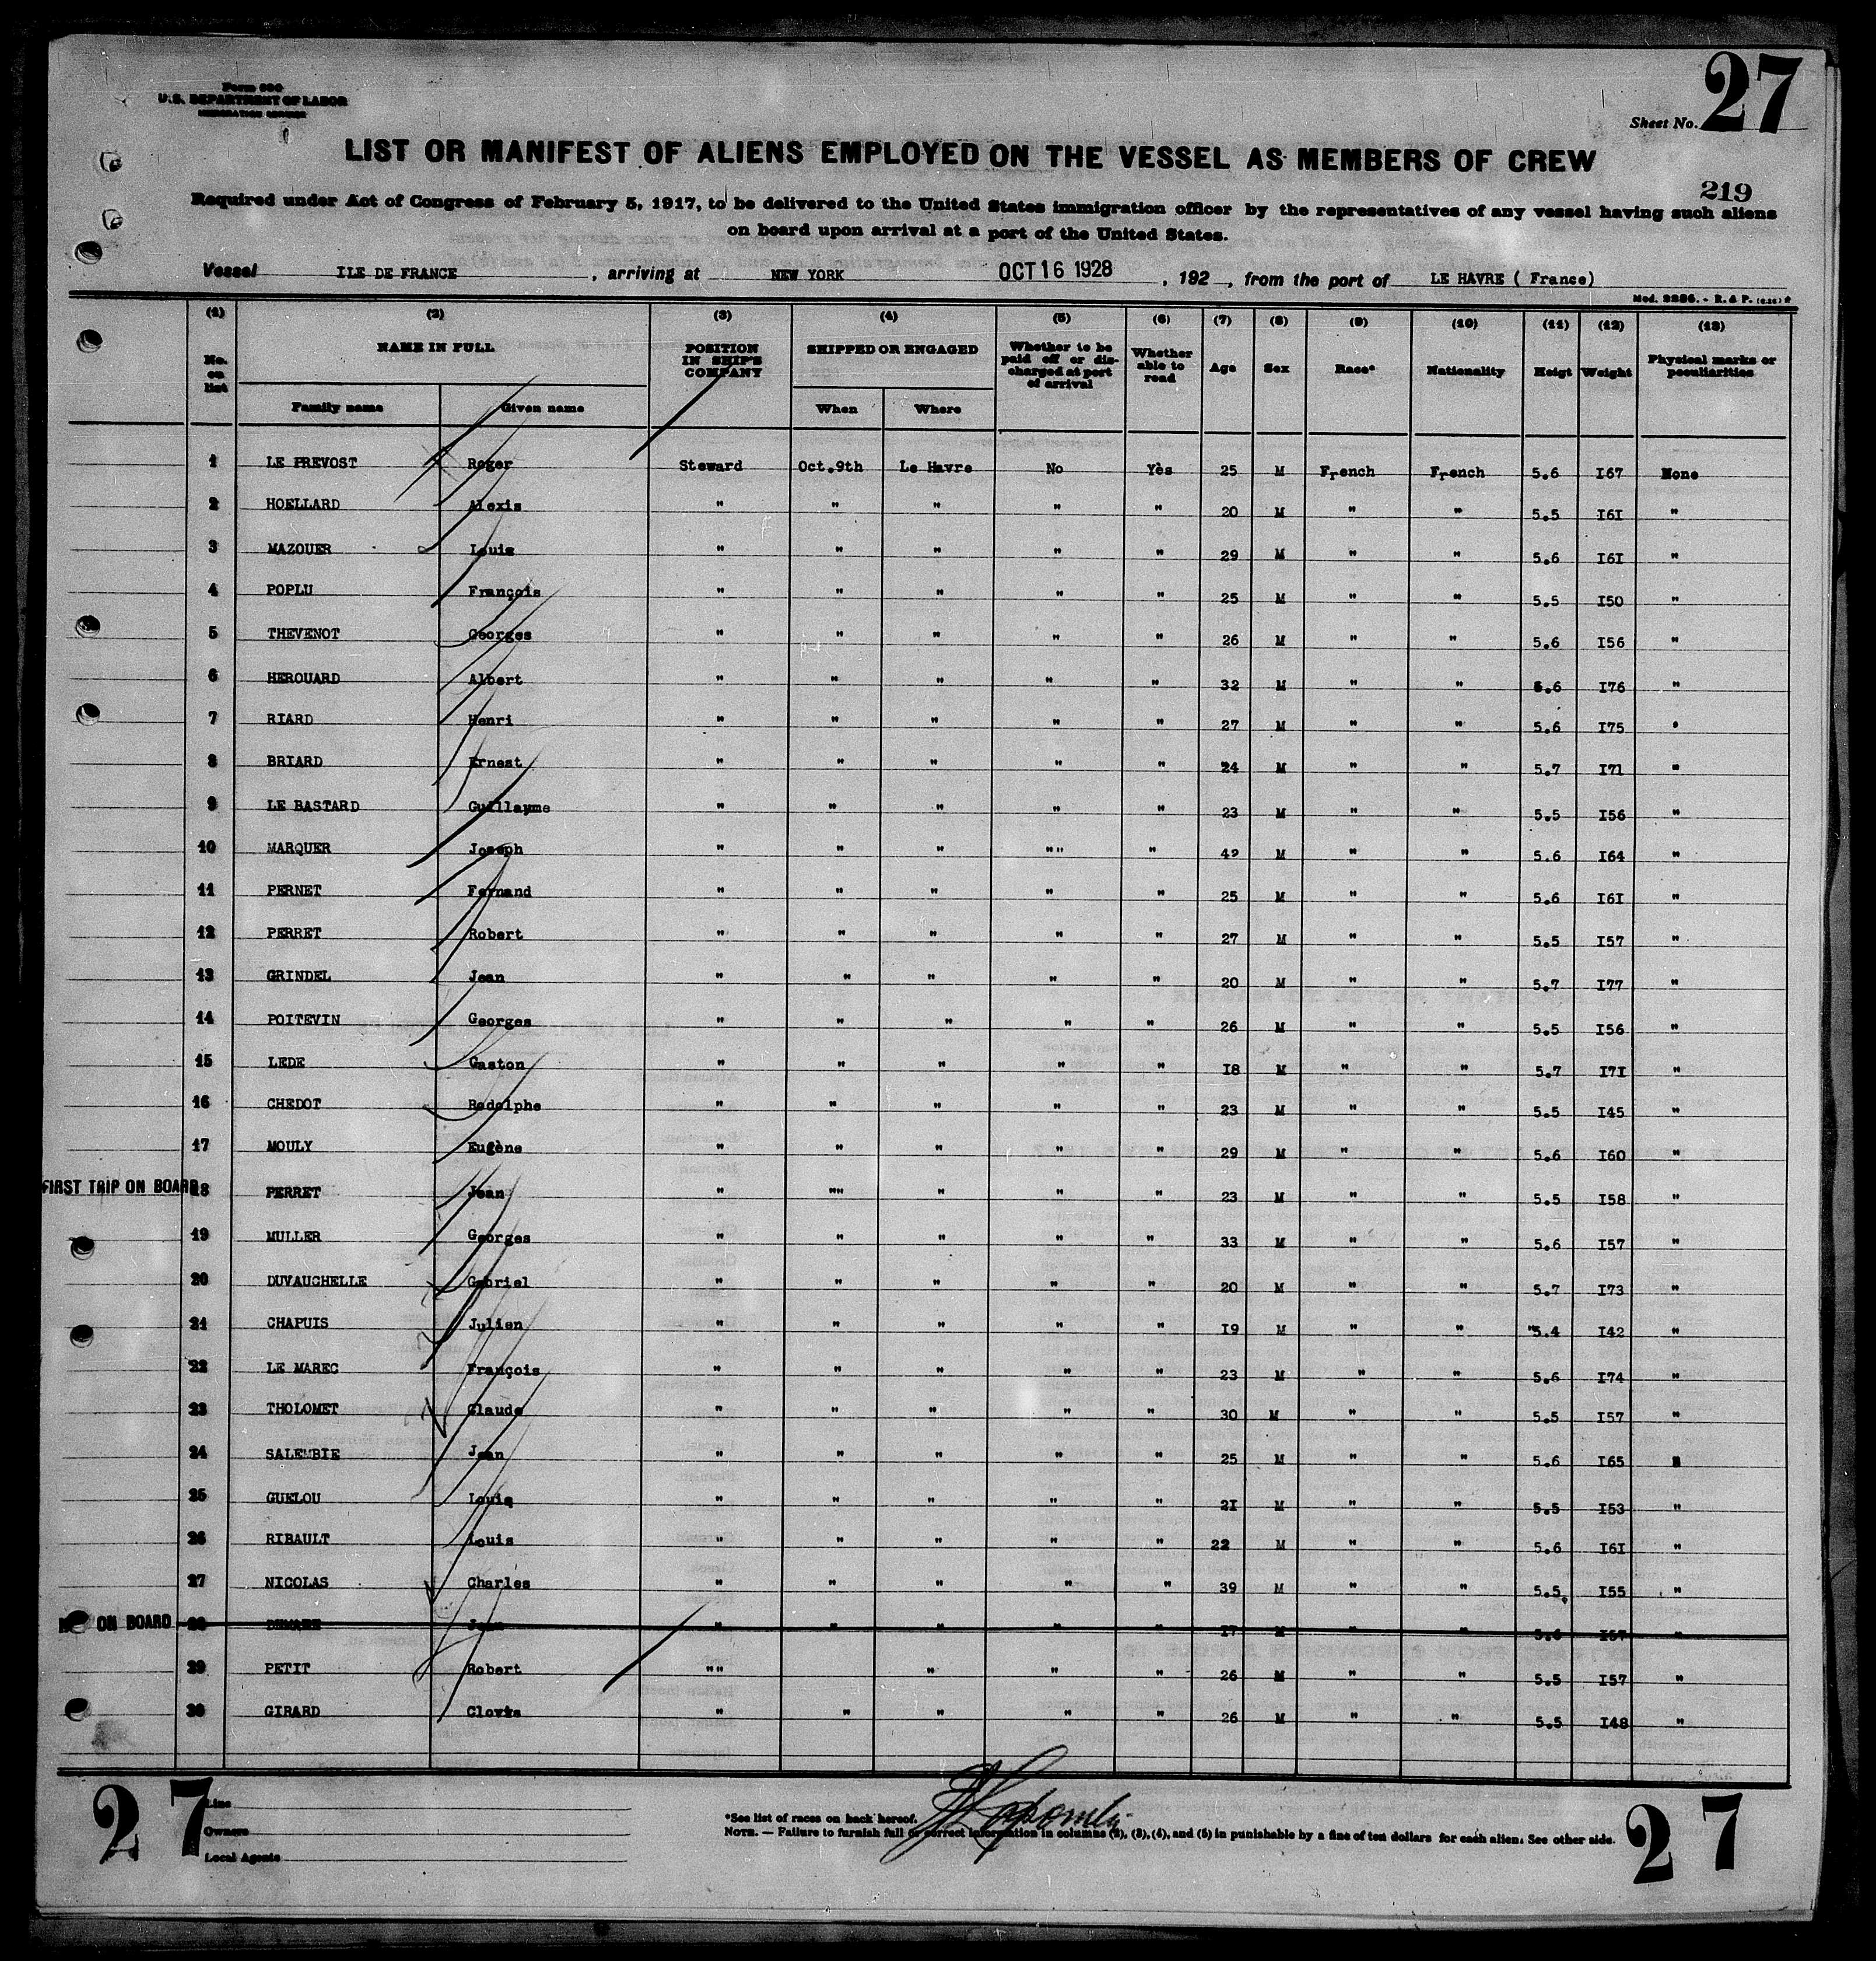 27
Sheet No.
U.S. DEPARTMENT OF LABOR
LIST OR MANIFEST OF ALIENS EMPLOYED ON THE VESSEL AS MEMBERS OF CREW
219
Required under Act of Congress of February 5, 1917, to be delivered to the United States immigration officer by the representatives of any vessel having such aliens
on board upon arrival at a port of the United States.
Vessel ILE DE FRANCE , arriving at NEW YORK OCT 16 1928 , 192 , from the port of LE HAVRE ( France)
(1) (2) (3) (4) (5) (6) (7) (8) (9) (10) (11) (12) (13)
No. on list NAME IN FULL POSITION IN SHIP'S COMPANY SHIPPED OR ENGAGED Whether to be paid off or discharged at port of arrival Whether able to read Age Sex Race* Nationality Heigt Weight Physical marks or peculiarities
Family name Given name When Where
1 LE PREVOST Roger Steward Oct.9th Le Havre No Yès 25 M French French 5.6 I67 None
2 HOELLARD Alexis " " " " " 20 M " " 5.5 I6I "
3 MAZOUER Louis " " " " " 29 M " " 5.6 I6I "
4 POPLU François " " " " " 25 M " " 5.5 I50 "
5 THEVENOT Georges " " " " " 26 M " " 5.6 I56 "
6 HEROUARD Albert " " " " " 32 M " " 5.6 I76 "
7 RIARD Henri " " " " " 27 M " " 5.6 I75 "
8 BRIARD Ernest " " " " " 24 M " " 5.7 I71 "
9 LE BASTARD Guillayme " " " " " 23 M " " 5.5 I56 "
10 MARQUER Joseph " " " "" " 49 M " " 5.6 I64 "
11 PERNET Fernand " " " " " 25 M " " 5.6 I6I "
12 PERRET Robert " " " " " 27 M " " 5.5 I57 "
13 GRINDEL Jean " " " " " 20 M " " 5.7 I77 "
14 POITEVIN Georges " " " " " 26 M " " 5.5 I56 "
15 LEDE Gaston " " " " " I8 M " " 5.7 I7I "
16 CHEDOT Rodolphe " " " " " 23 M " " 5.5 I45 "
17 MOULY Eugène " " " " " 29 M " " 5.6 I60 "
FIRST TRIP ON BOARD 18 PERRET Jean " "" " " " 23 M " " 5.5 I58 "
19 MULLER Georges " " " " " 33 M " " 5.6 I57 "
20 DUVAUCHELLE Gabriel " " " " " 20 M " " 5.7 I73 "
21 CHAPUIS Julien " " " " " I9 M " " "5.4 I42 "
22 LE MAREC François " " " " " 23 M " " 5.6 I74 "
23 THOLOMET Claude " " " " " 30 M " " 5.5 I57 "
24 SALEMBIE Jean " " " " " 25 M " " 5.6 I65 "
25 GUELOU Louis " " " " " 2I M " " 5.5 I53 "
26 RIBAULT Louis " " " " " 22 M " " 5.6 I6I "
27 NICOLAS Charles " " " " " 39 M " " 5.5 I55 "
ON BOARD 28 Jean " " " " " I7 M " " 5.6 I67 "
29 PETIT Robert "" " " " 26 M " " 5.5 I57 "
30 GIRARD Clovis " " " " " 26 M " " 5.5 I48 "
27
Line
Owners
Local Agents
*See list of races on back hereof.
NOTE. — Failure to furnish full or correct information in columns (2), (3), (4), and (5) in punishable by a fine of ten dollars for each alien. See other side.
27